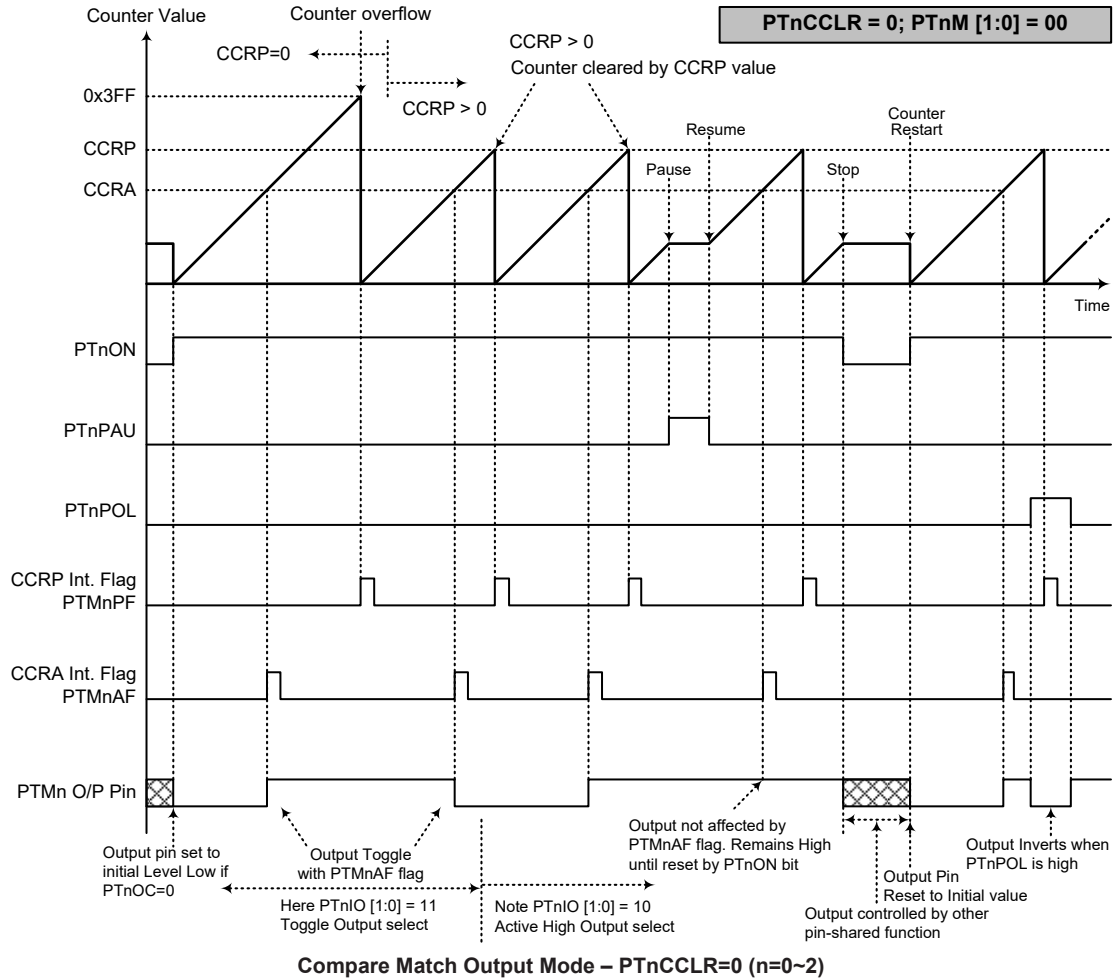 Counter Value
Counter overflow
PTnCCLR = 0; PTnM [1:0] = 00
CCRP=0
CCRP > 0
CCRP > 0
Counter cleared by CCRP value
0x3FF
CCRP
CCRA
Pause
Resume
Stop
Counter
Restart
Time
PTnON
PTnPAU
PTnPOL
CCRP Int. Flag
PTMnPF
CCRA Int. Flag
PTMnAF
PTMn O/P Pin
Output pin set to
initial Level Low if
PTnOC=0
Output Toggle
with PTMnAF flag
Here PTnIO [1:0] = 11
Toggle Output select
Note PTnIO [1:0] = 10
Active High Output select
Output not affected by
PTMnAF flag. Remains High
until reset by PTnON bit
Output Pin
Reset to Initial value
Output controlled by other
pin-shared function
Output Inverts when
PTnPOL is high
Compare Match Output Mode – PTnCCLR=0 (n=0~2)